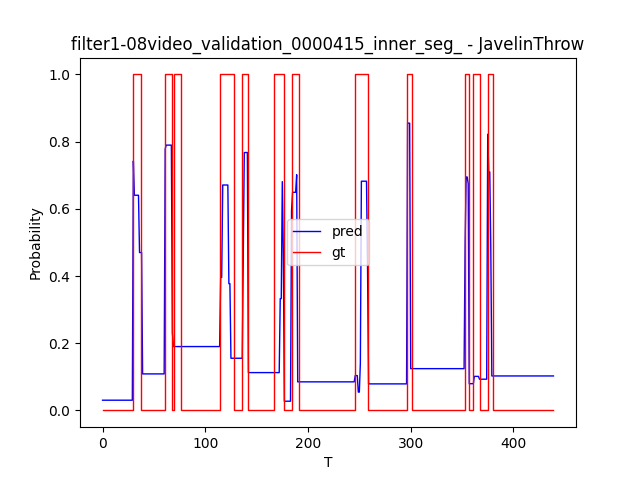 filter1-08video_validation_0000415_inner_seg_ - JavelinThrow
1.0
0.8
0.6
0.4
0.2
0.0
Probability
pred
gt
0
100
200
300
400
T